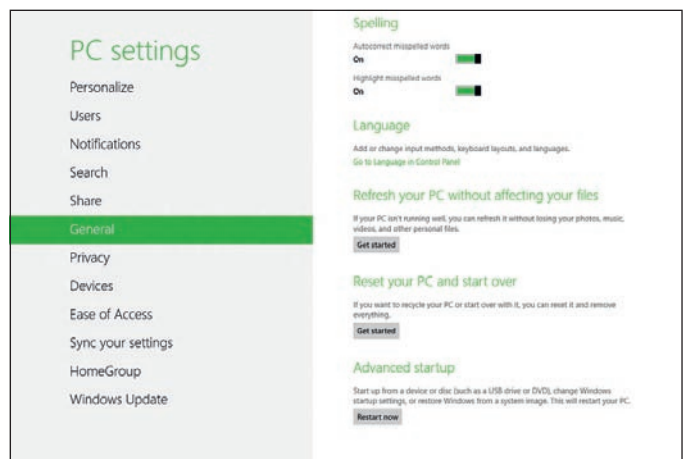 PC settings
Personalize
Users
Notifications
Search
Share
General
Privacy
Devices
Ease of Access
Sync your settings
HomeGroup
Windows Update
Spelling
Autocorrect misspelled words
On
Highlight misspelled words
On
Language
Add or change input methods, keyboard layouts, and languages.
Go to Language in Control Panel
Refresh your PC without affecting your files
If your PC isn't running well, you can refresh it without losing your photos, music,
videos, and other personal files.
Get started
Reset your PC and start over
If you want to recycle your PC or start over with it, you can reset it and remove
everything.
Get started
Advanced startup
Start up from a device or disc (such as a USB drive or DVD), change Windows
startup settings, or restore Windows from a system image. This will restart your PC.
Restart now